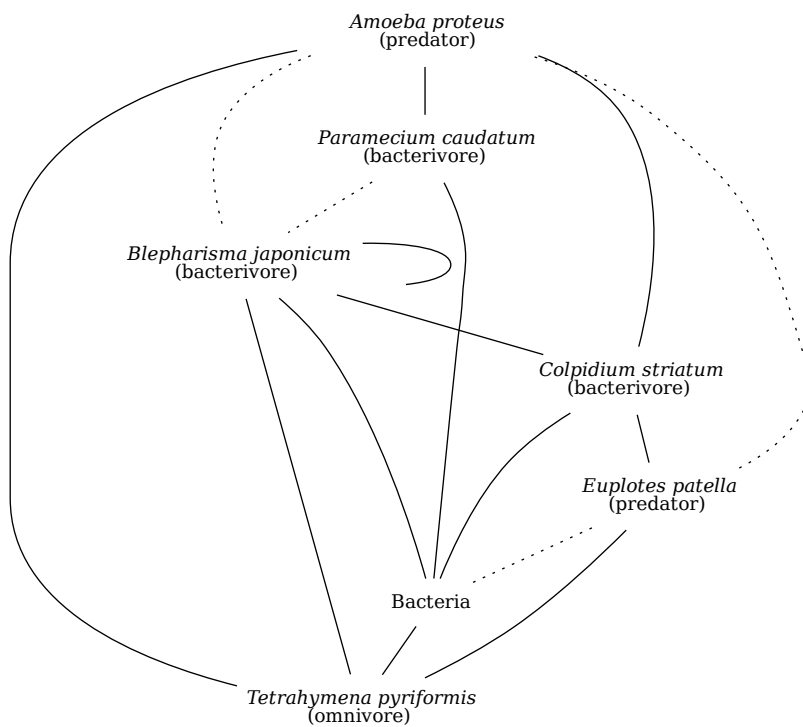 Amoeba proteus
(predator)
Paramecium caudatum
(bacterivore)
Blepharisma japonicum
(bacterivore)
Colpidium striatum
(bacterivore)
Euplotes patella
(predator)
Bacteria
Tetrahymena pyriformis
(omnivore)